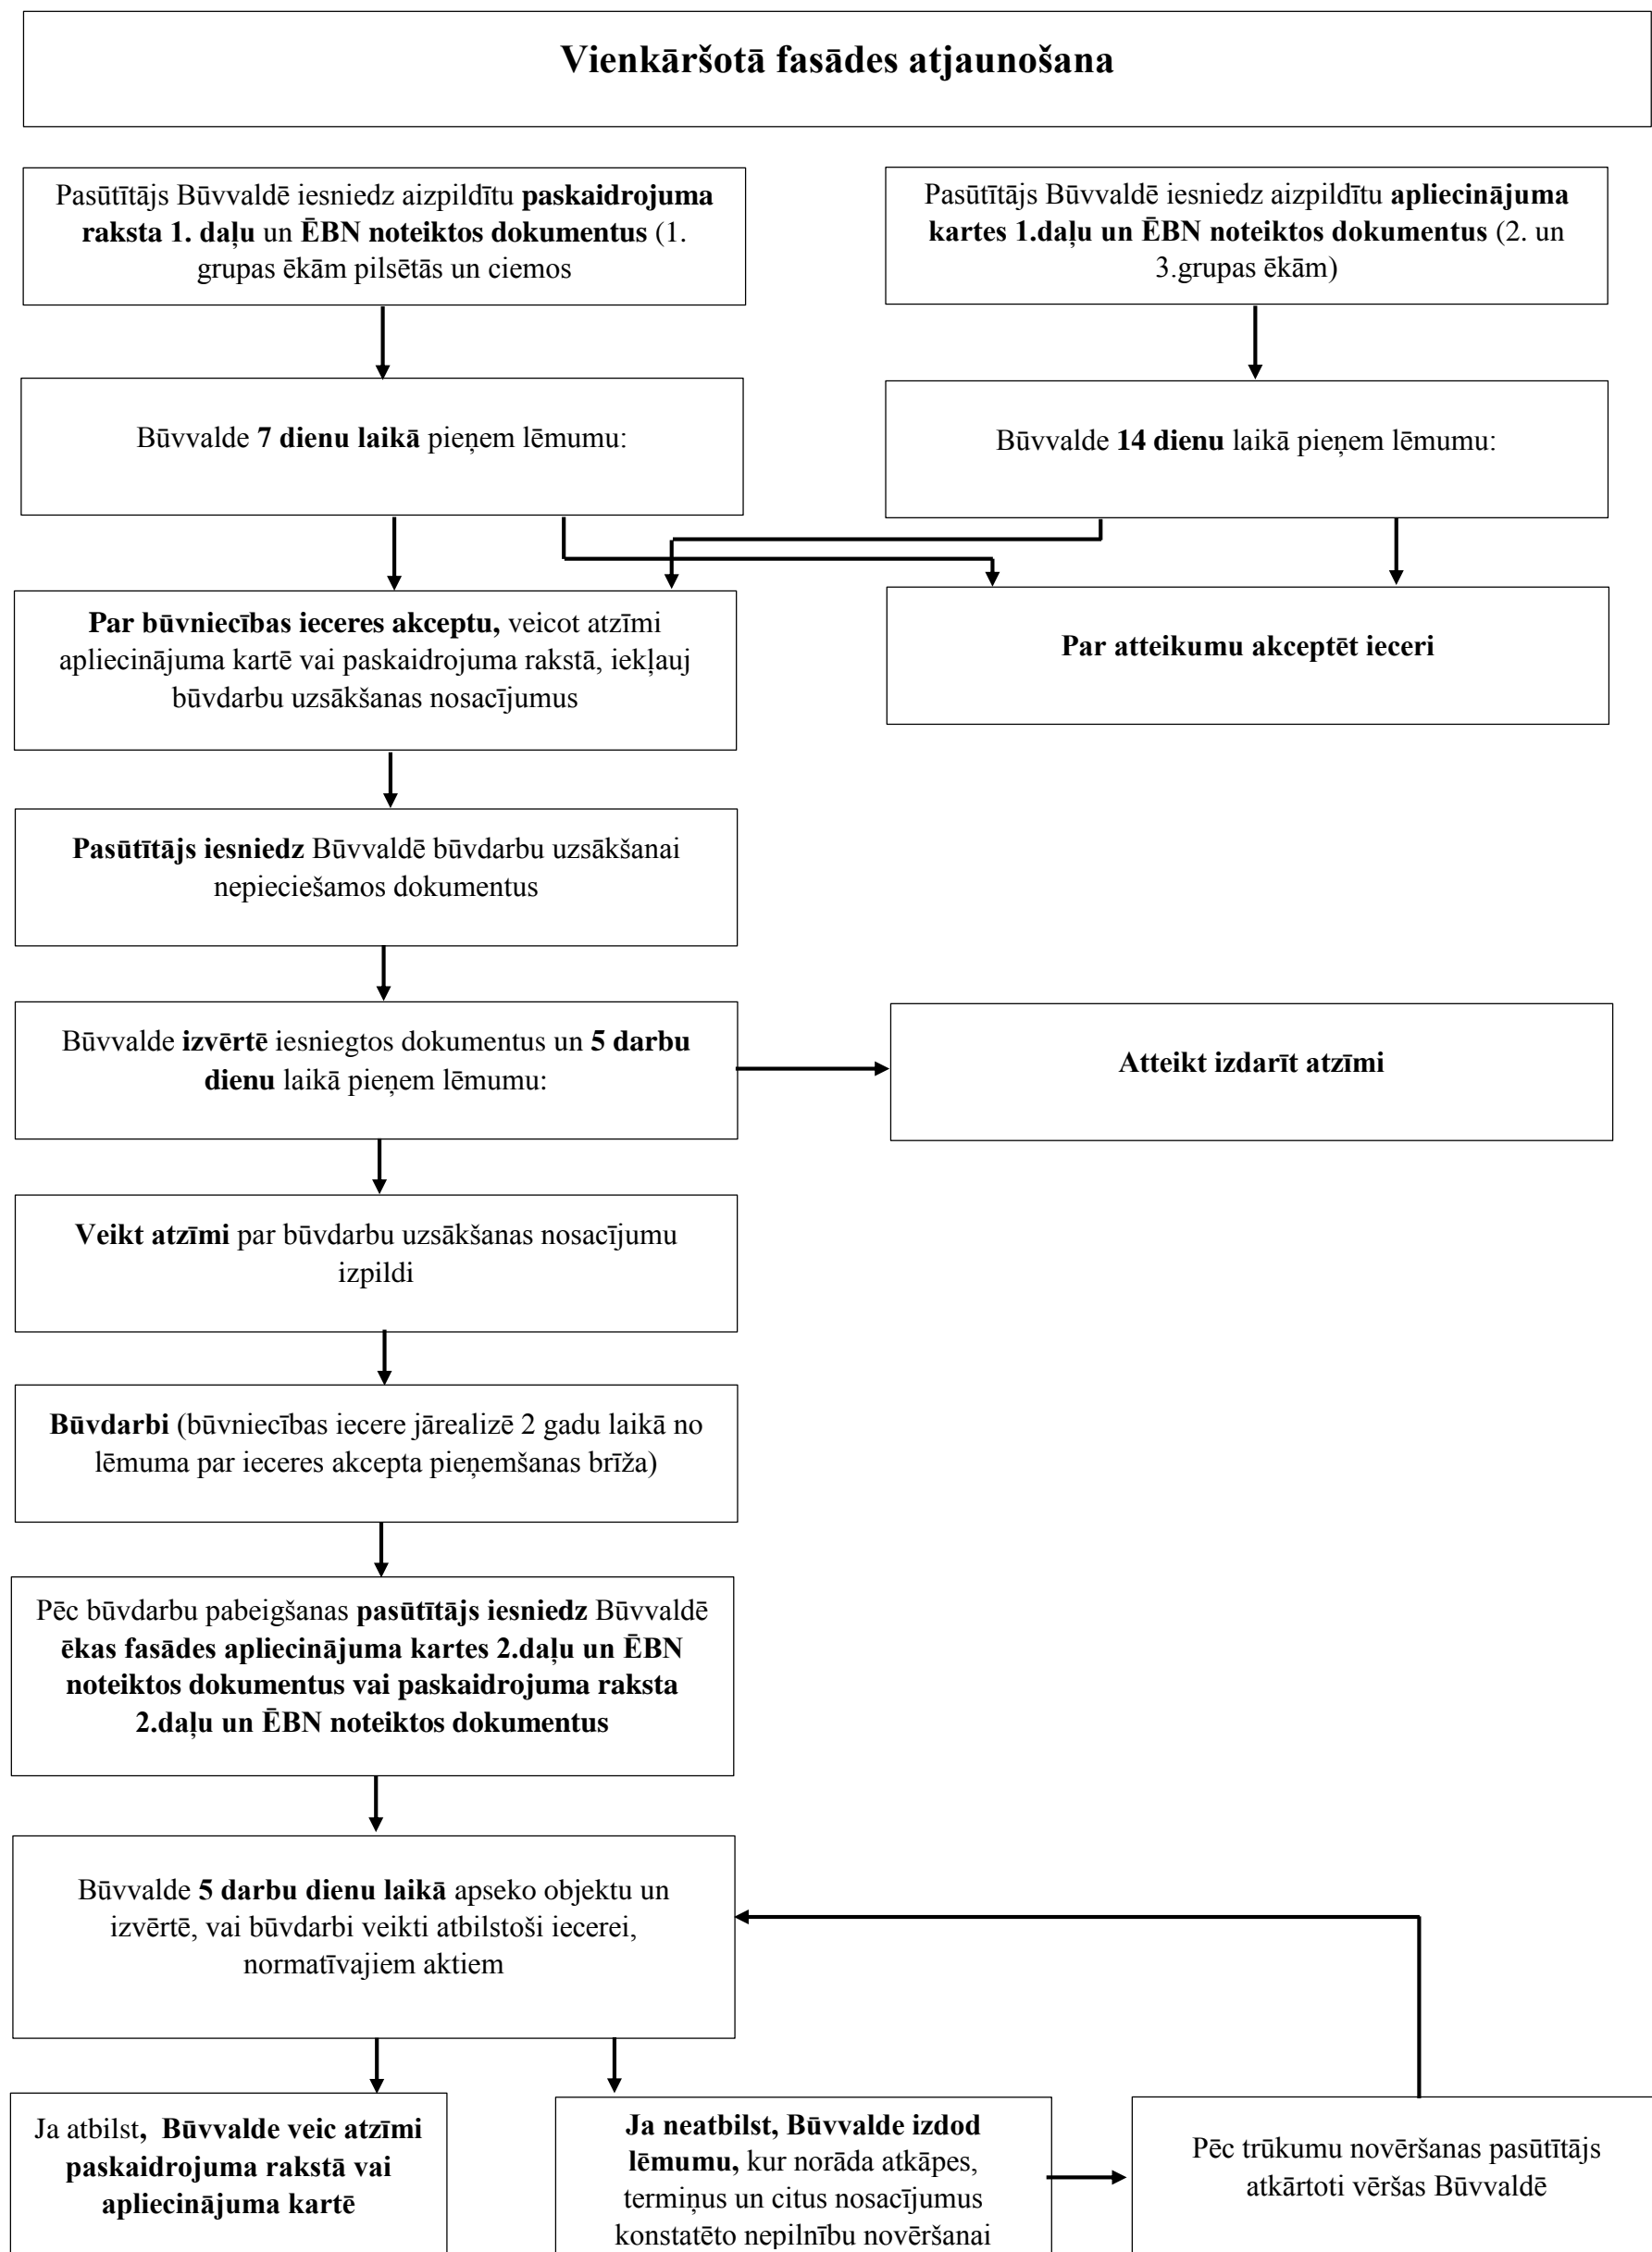 Vienkāršotā fasādes atjaunošana
Pasūtītājs Būvvaldē iesniedz aizpildītu paskaidrojuma
raksta 1. daļu un ĒBN noteiktos dokumentus (1.
grupas ēkām pilsētās un ciemos
Pasūtītājs Būvvaldē iesniedz aizpildītu apliecinājuma
kartes 1.daļu un ĒBN noteiktos dokumentus (2. un
3.grupas ēkām)
Būvvalde 7 dienu laikā pieņem lēmumu:
Būvvalde 14 dienu laikā pieņem lēmumu:
Par būvniecības ieceres akceptu, veicot atzīmi
apliecinājuma kartē vai paskaidrojuma rakstā, iekļauj
būvdarbu uzsākšanas nosacījumus
Par atteikumu akceptēt ieceri
Pasūtītājs iesniedz Būvvaldē būvdarbu uzsākšanai
nepieciešamos dokumentus
Būvvalde izvērtē iesniegtos dokumentus un 5 darbu
dienu laikā pieņem lēmumu:
Atteikt izdarīt atzīmi
Veikt atzīmi par būvdarbu uzsākšanas nosacījumu
izpildi
Būvdarbi (būvniecības iecere jārealizē 2 gadu laikā no
lēmuma par ieceres akcepta pieņemšanas brīža)
Pēc būvdarbu pabeigšanas pasūtītājs iesniedz Būvvaldē
ēkas fasādes apliecinājuma kartes 2.daļu un ĒBN
noteiktos dokumentus vai paskaidrojuma raksta
2.daļu un ĒBN noteiktos dokumentus
Būvvalde 5 darbu dienu laikā apseko objektu un
izvērtē, vai būvdarbi veikti atbilstoši iecerei,
normatīvajiem aktiem
Ja atbilst, Būvvalde veic atzīmi
paskaidrojuma rakstā vai
apliecinājuma kartē
Ja neatbilst, Būvvalde izdod
lēmumu, kur norāda atkāpes,
termiņus un citus nosacījumus
konstatēto nepilnību novēršanai
Pēc trūkumu novēršanas pasūtītājs
atkārtoti vēršas Būvvaldē